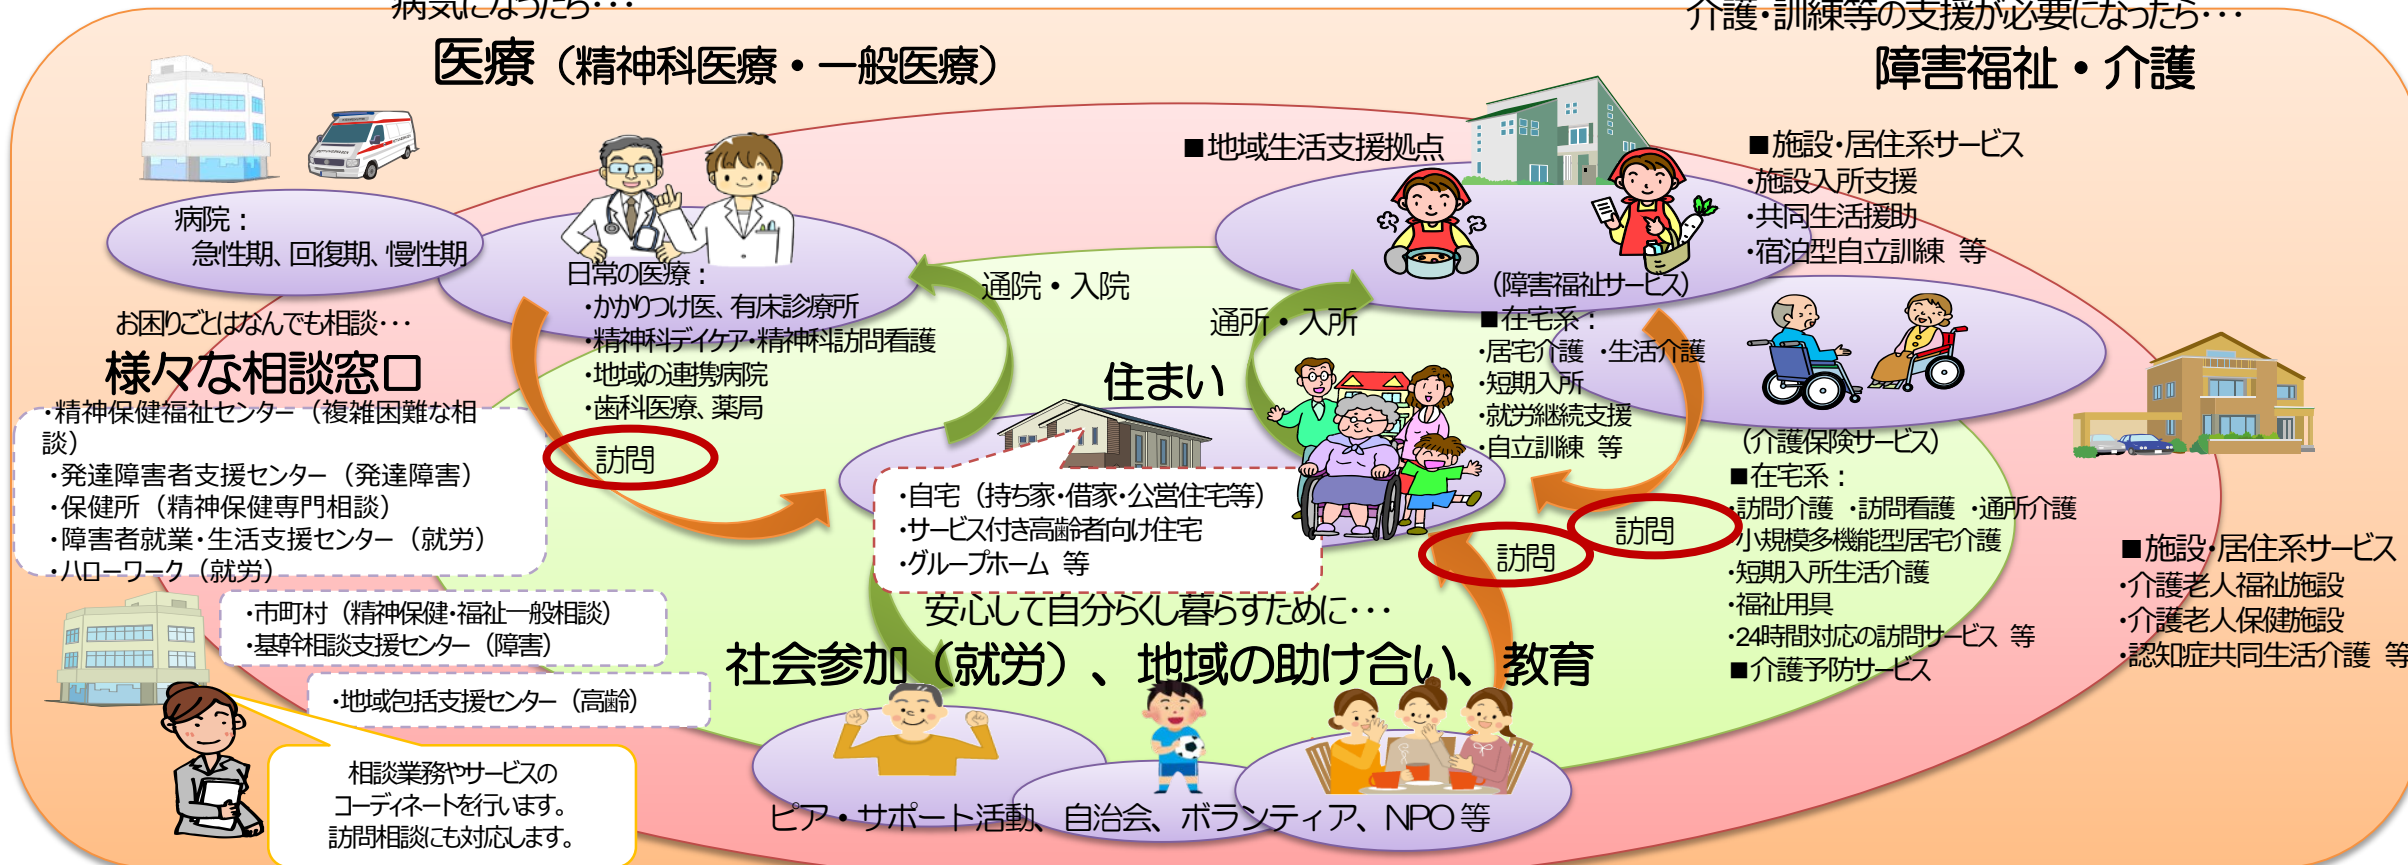 病気になったら・・・
医療（精神科医療・一般医療）
介護・訓練等の支援が必要になったら・・・
障害福祉・介護
病院：
急性期、回復期、慢性期
日常の医療：
・かかりつけ医、有床診療所
・精神科デイケア・精神科訪問看護
・地域の連携病院
・歯科医療、薬局
通院・入院
訪問
■地域生活支援拠点
通所・入所
（障害福祉サービス）
■在宅系：
・居宅介護　・生活介護
・短期入所
・就労継続支援
・自立訓練　等
■施設・居住系サービス
・施設入所支援
・共同生活援助
・宿泊型自立訓練　等
（介護保険サービス）
■在宅系：
・訪問介護　・訪問看護　・通所介護
・小規模多機能型居宅介護
・短期入所生活介護
・福祉用具
・24時間対応の訪問サービス　等
■介護予防サービス
■施設・居住系サービス
・介護老人福祉施設
・介護老人保健施設
・認知症共同生活介護　等
訪問
訪問
お困りごとはなんでも相談・・・
様々な相談窓口
・精神保健福祉センター（複雑困難な相
談）
・発達障害者支援センター（発達障害）
・保健所（精神保健専門相談）
・障害者就業・生活支援センター（就労）
・ハローワーク（就労）
・市町村（精神保健・福祉一般相談）
・基幹相談支援センター（障害）
・地域包括支援センター（高齢）
相談業務やサービスの
コーディネートを行います。
訪問相談にも対応します。
住まい
・自宅（持ち家・借家・公営住宅等）
・サービス付き高齢者向け住宅
・グループホーム　等
安心して自分らしく暮らすために・・・
社会参加（就労）、地域の助け合い、教育
ピア・サポート活動、自治会、ボランティア、NPO 等